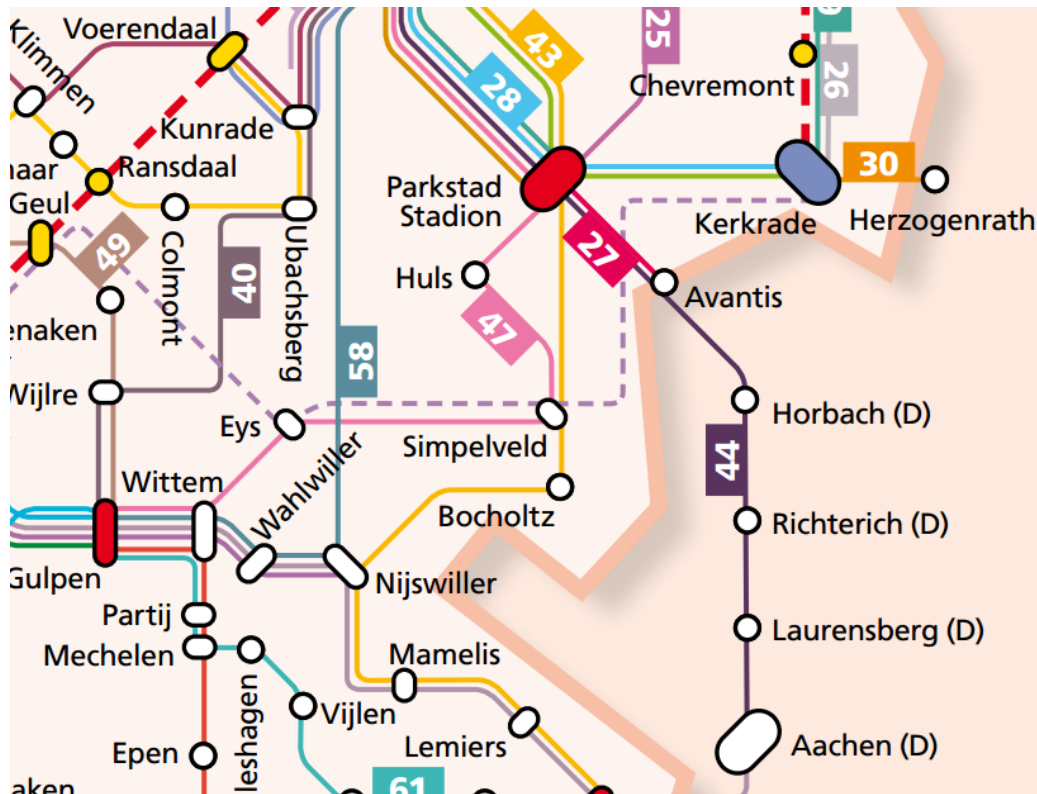 Voerendaal
Klimmen
43
25
28
Chevremont
26
Kunrade
30
Ransdaal
Parkstad
Stadion
Kerkrade
Herzogenrath
Geul
49
Colmont
40
Ubachsberg
27
Huls
Avantis
47
58
Wijlre
Eys
Simpelveld
Horbach (D)
44
Wittem
Wahlwiller
Bocholtz
Richterich (D)
Gulpen
Nijswiller
Partij
Mechelen
Laurensberg (D)
Mamelis
Vijlen
leshagen
Lemiers
Epen
Aachen (D)
61